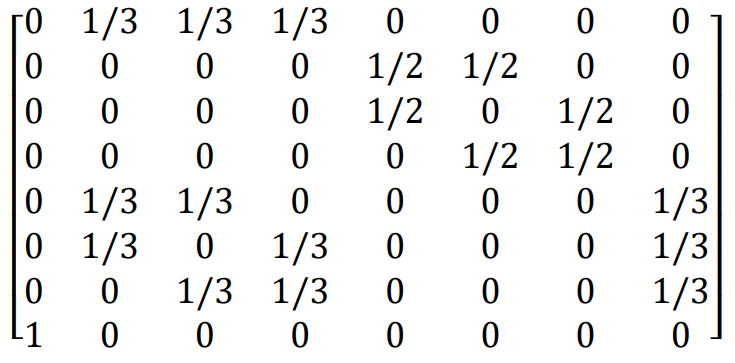 0 1/3 1/3 1/3 0 0 0 0
0 0 0 0 1/2 1/2 0 0
0 0 0 0 1/2 0 1/2 0
0 0 0 0 0 1/2 1/2 0
0 1/3 1/3 0 0 0 0 1/3
0 1/3 0 1/3 0 0 0 1/3
0 0 1/3 1/3 0 0 0 1/3
1 0 0 0 0 0 0 0